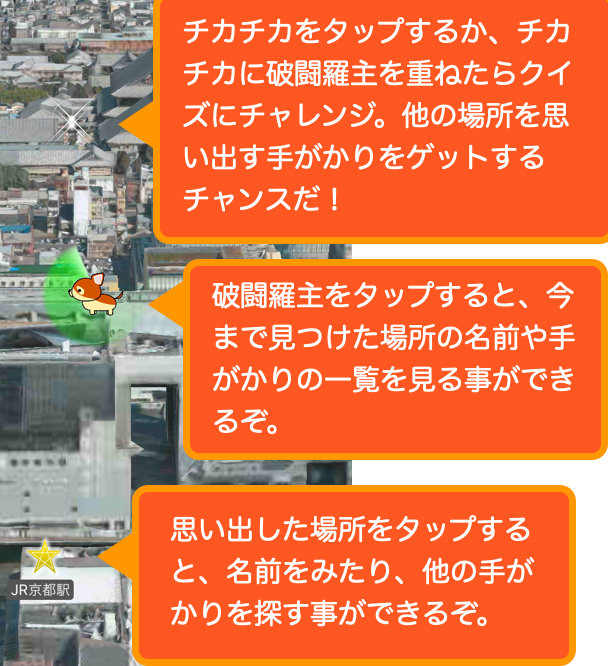 チカチカをタップするか、チカ
チカに破闘羅主を重ねたらクイ
ズにチャレンジ。他の場所を思
い出す手がかりをゲットする
チャンスだ！
破闘羅主をタップすると、今
まで見つけた場所の名前や手
がかりの一覧を見る事ができ
るぞ。
思い出した場所をタップする
と、名前をみたり、他の手が
かりを探す事ができるぞ。
JR京都駅